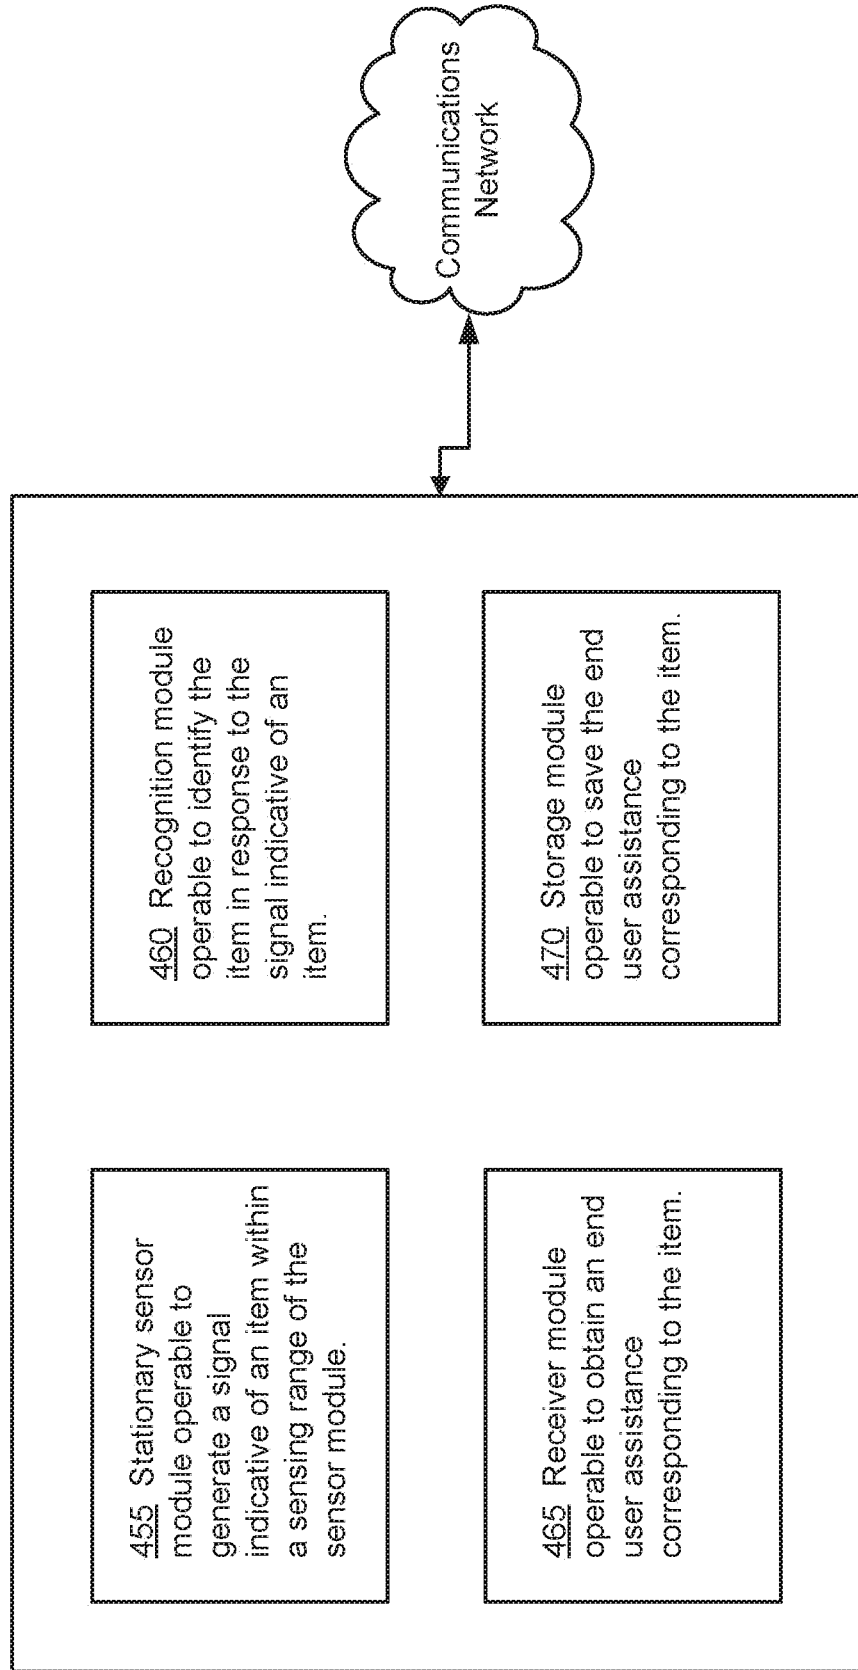 455 Stationary sensor
module operable to
generate a signal
indicative of an item within
a sensing range of the
sensor module.
460 Recognition module
operable to identify the
item in response to the
signal indicative of an
item.
465 Receiver module
operable to obtain an end
user assistance
corresponding to the item.
470 Storage module
operable to save the end
user assistance
corresponding to the item.
Communications
Network